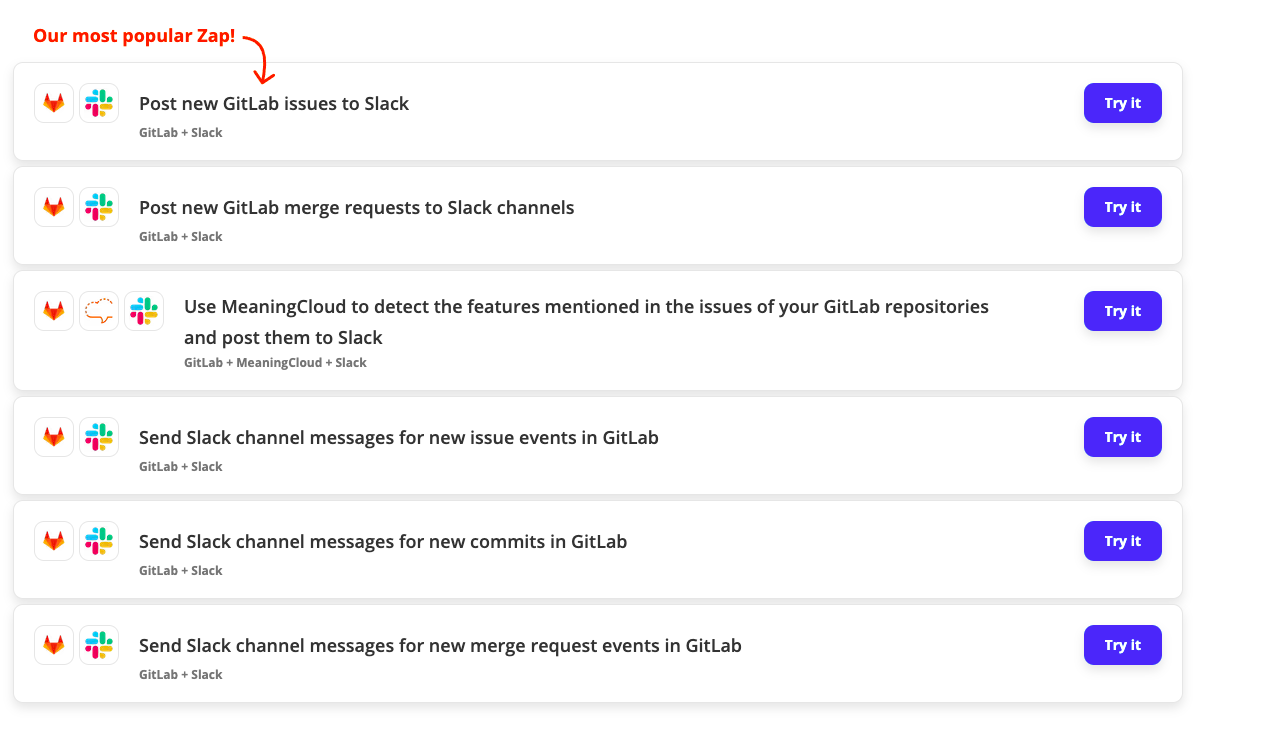 Our most popular Zap!
Post new GitLab issues to Slack
Try it
GitLab + Slack
Post new GitLab merge requests to Slack channels
Try it
GitLab + Slack
Use MeaningCloud to detect the features mentioned in the issues of your GitLab repositories
and post them to Slack
Try it
GitLab + MeaningCloud + Slack
Send Slack channel messages for new issue events in GitLab
Try it
GitLab + Slack
Send Slack channel messages for new commits in GitLab
Try it
GitLab + Slack
Send Slack channel messages for new merge request events in GitLab
Try it
GitLab + Slack